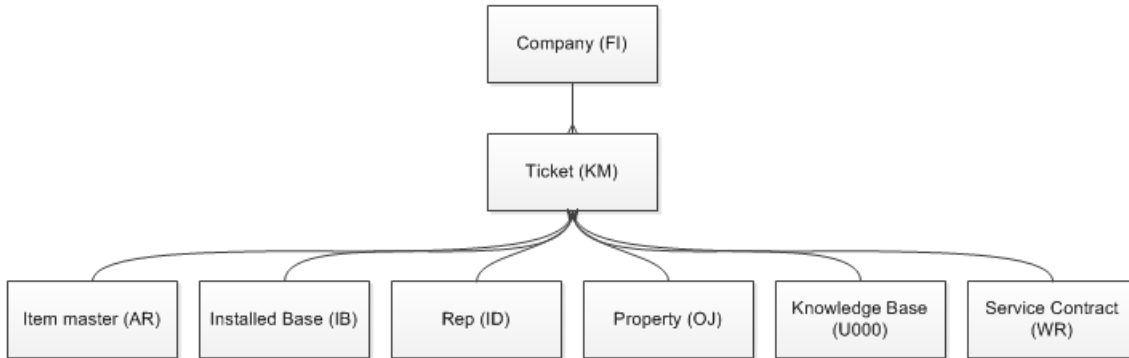 Company (FI)
Ticket (KM)
Item master (AR)
Installed Base (IB)
Rep (ID)
Property (OJ)
Knowledge Base
(U000)
Service Contract
(WR)